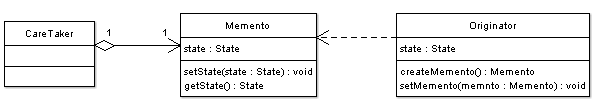 CareTaker
1
1
Memento
state : State
setState(state : State) : void
getState() : State
Originator
state : State
createMemento() : Memento
setMemento(memnto : Memento) : void